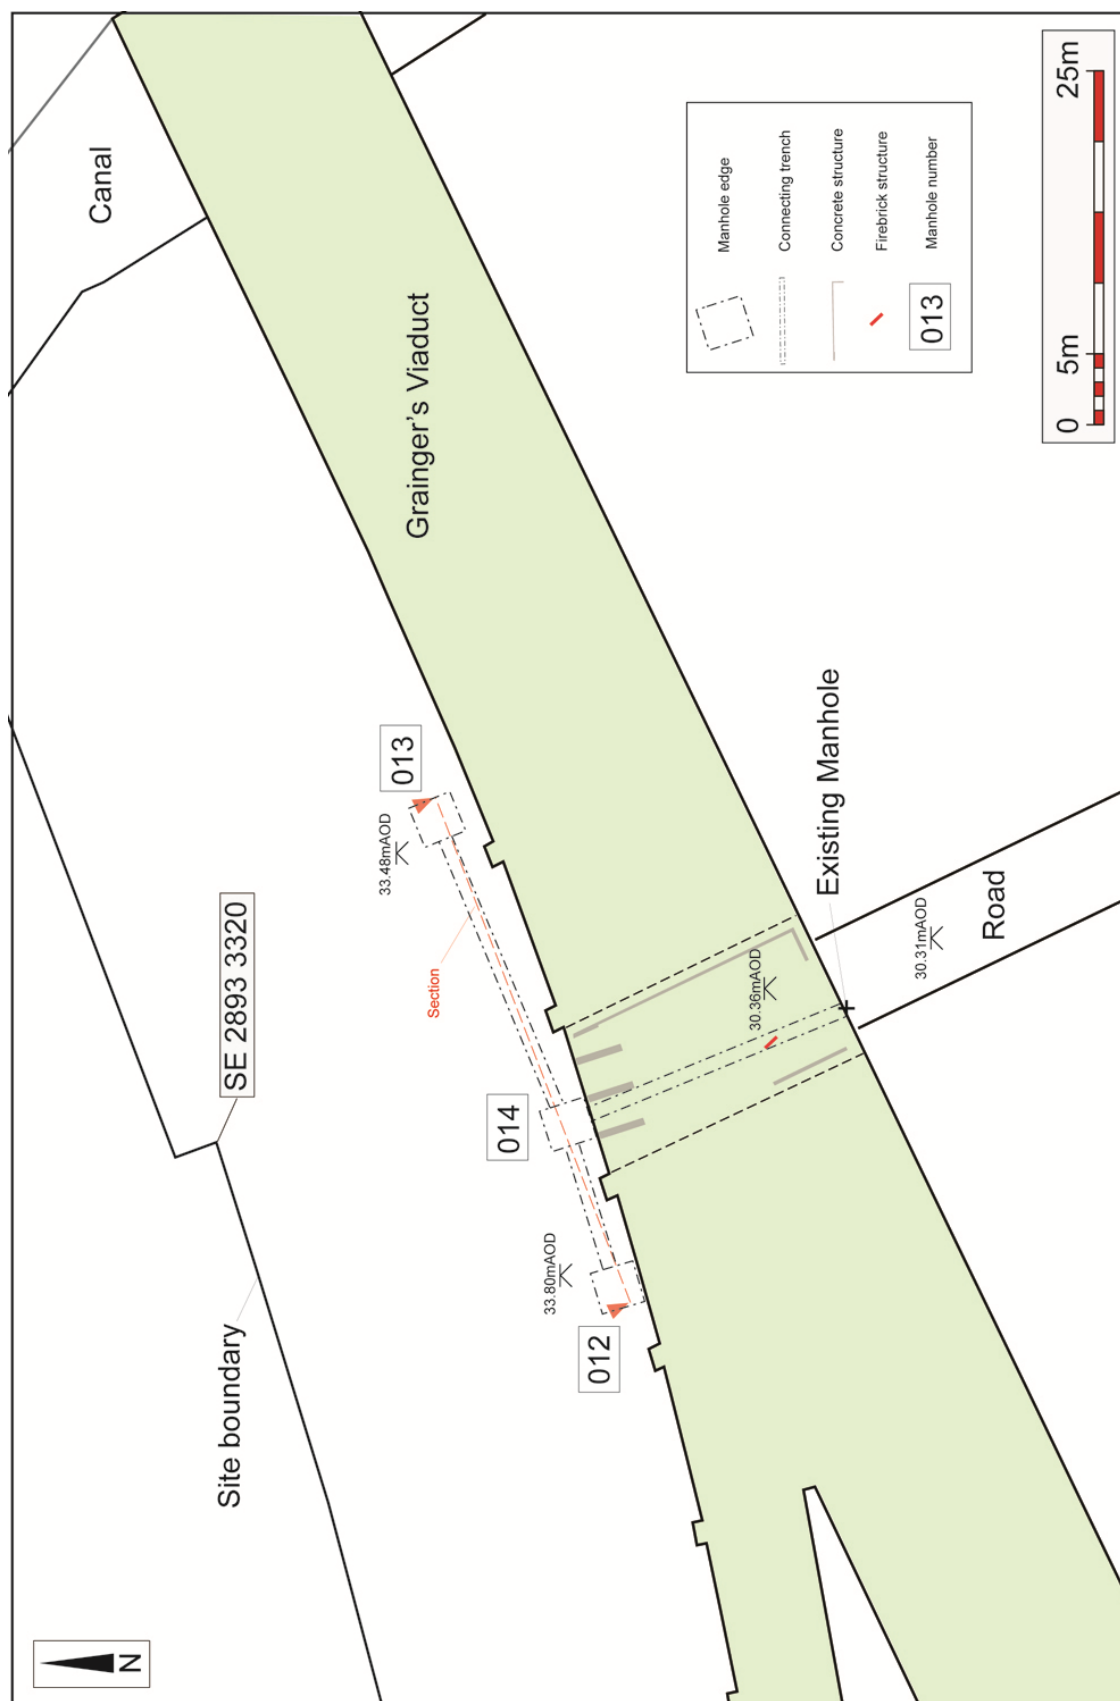 Canal
Grainger's Viaduct
SE 2893 3320
Site boundary
013
33.48mAOD
Section
014
33.80mAOD
012
30.36mAOD
Existing Manhole
Road
30.31mAOD
N
Manhole edge
Connecting trench
Concrete structure
Firebrick structure
013
Manhole number
0
5m
25m